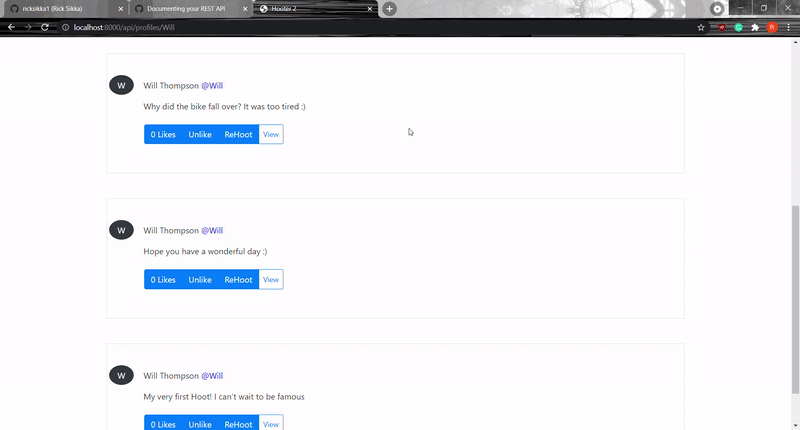 ricksikka1 (Rick Sikka)
Documenting your REST API
Hooter 2
localhost:8000/api/profiles/Will
W
Will Thompson @Will
Why did the bike fall over? It was too tired :)
0 Likes Unlike ReHoot View
W
Will Thompson @Will
Hope you have a wonderful day :)
0 Likes Unlike ReHoot View
W
Will Thompson @Will
My very first Hoot! I can't wait to be famous
0 Likes Unlike ReHoot View